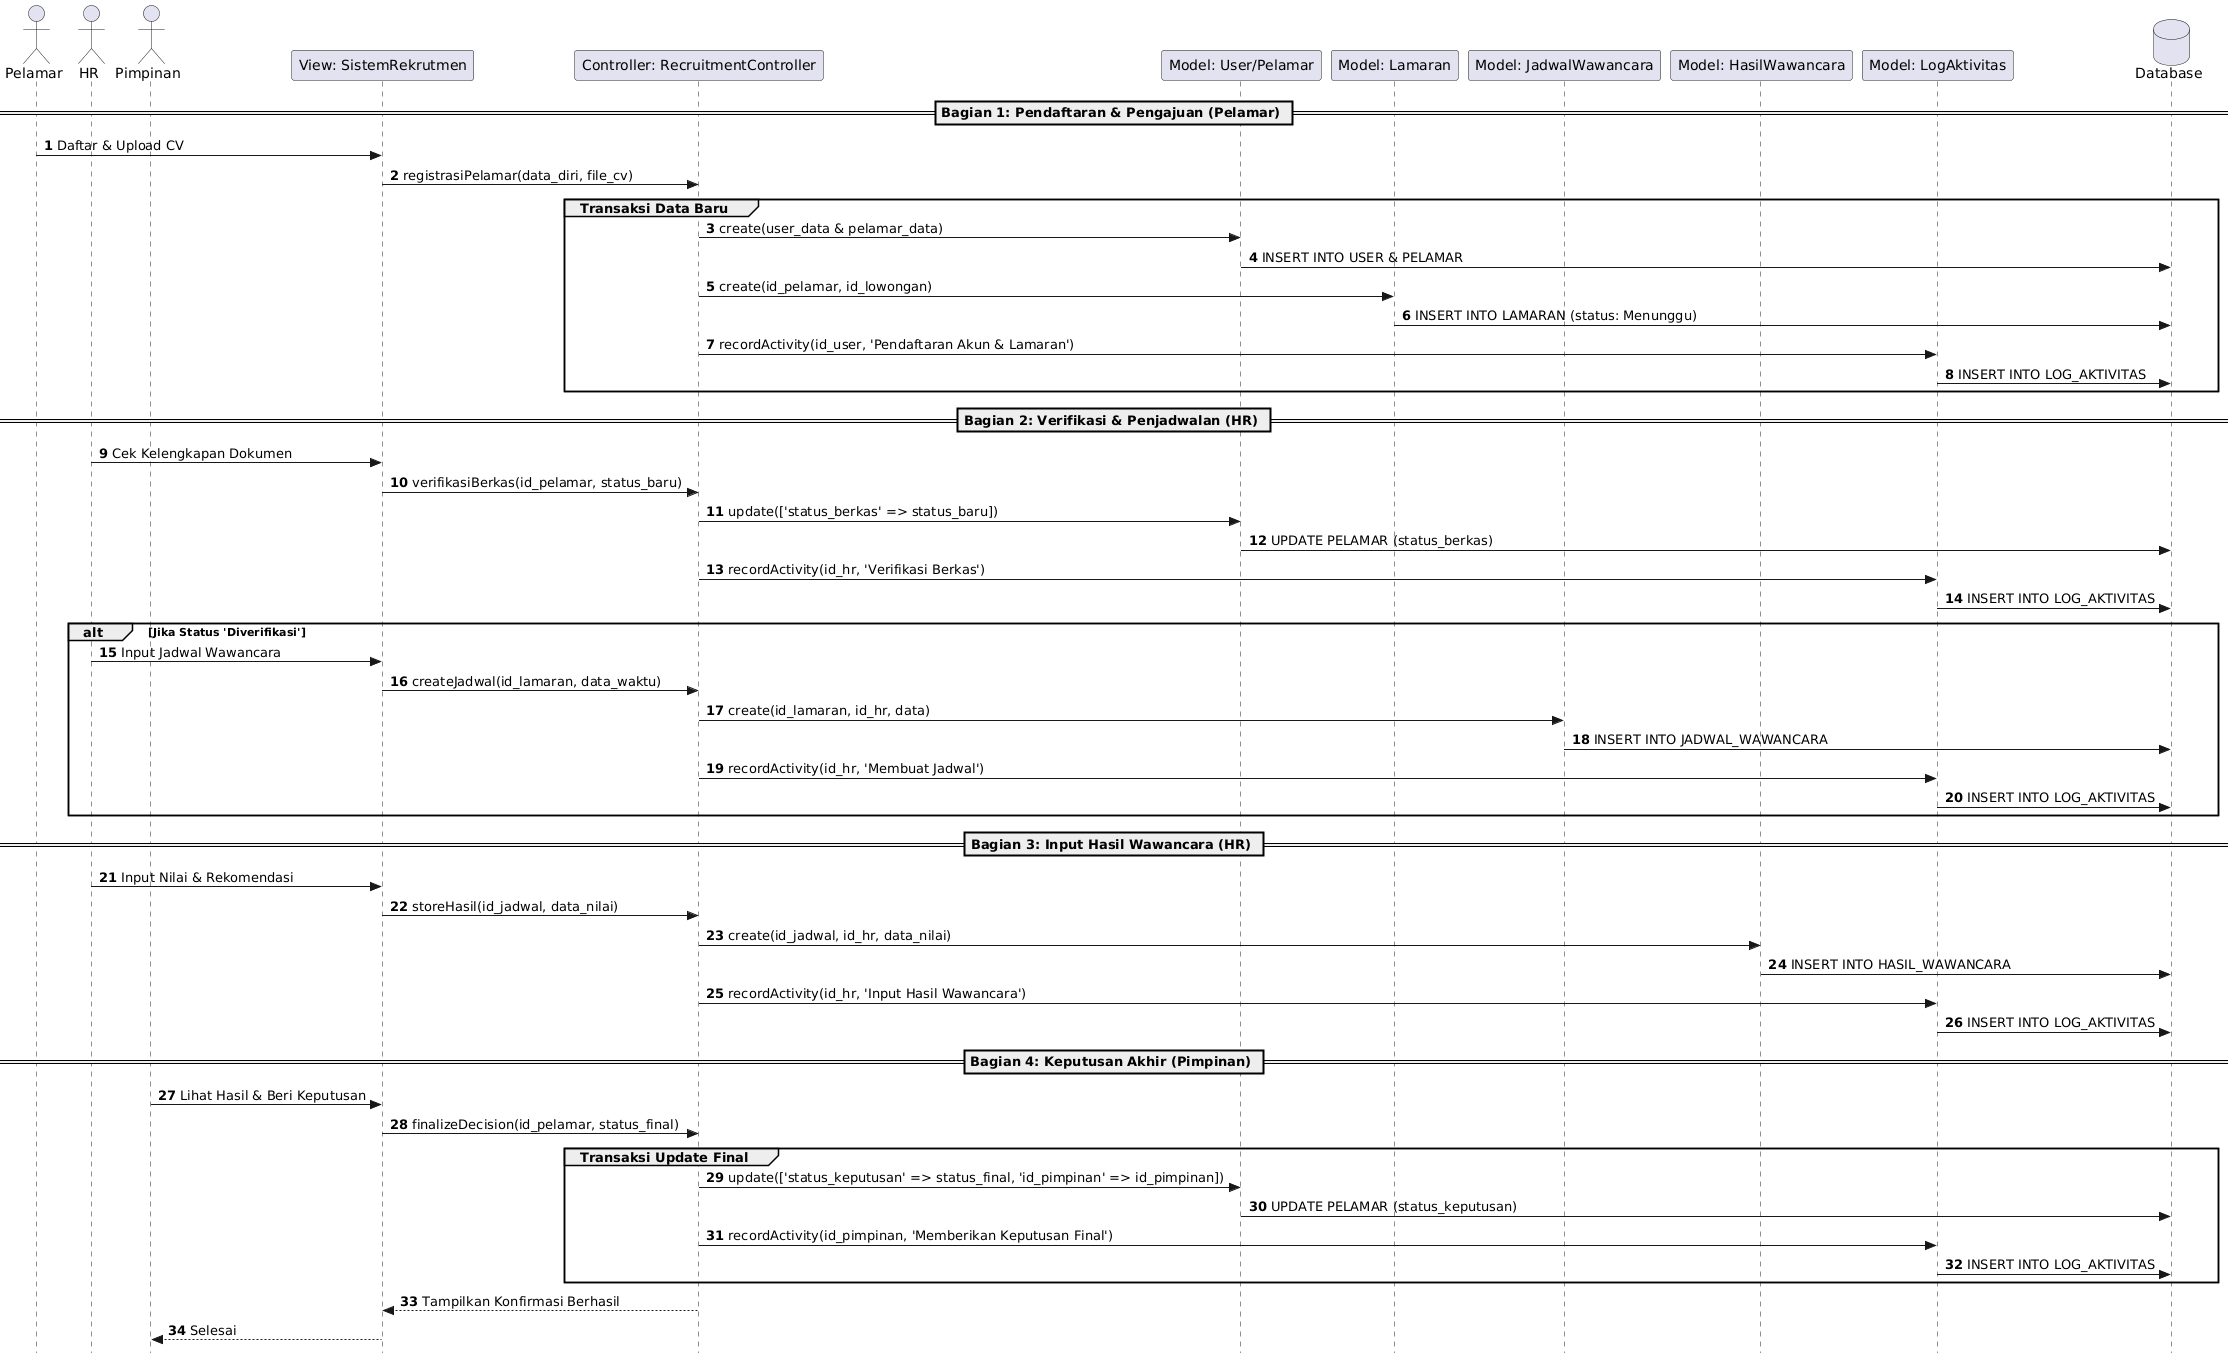 Pelamar
HR
Pimpinan
View: SistemRekrutmen
Controller: RecruitmentController
Model: User/Pelamar
Model: Lamaran
Model: JadwalWawancara
Model: HasilWawancara
Model: LogAktivitas
Database
Bagian 1: Pendaftaran & Pengajuan (Pelamar)
1 Daftar & Upload CV
2 registrasiPelamar(data_diri, file_cv)
Transaksi Data Baru
3 create(user_data & pelamar_data)
4 INSERT INTO USER & PELAMAR
5 create(id_pelamar, id_lowongan)
6 INSERT INTO LAMARAN (status: Menunggu)
7 recordActivity(id_user, 'Pendaftaran Akun & Lamaran')
8 INSERT INTO LOG_AKTIVITAS
Bagian 2: Verifikasi & Penjadwalan (HR)
9 Cek Kelengkapan Dokumen
10 verifikasiBerkas(id_pelamar, status_baru)
11 update(['status_berkas' => status_baru])
12 UPDATE PELAMAR (status_berkas)
13 recordActivity(id_hr, 'Verifikasi Berkas')
14 INSERT INTO LOG_AKTIVITAS
alt [Jika Status 'Diverifikasi']
15 Input Jadwal Wawancara
16 createJadwal(id_lamaran, data_waktu)
17 create(id_lamaran, id_hr, data)
18 INSERT INTO JADWAL_WAWANCARA
19 recordActivity(id_hr, 'Membuat Jadwal')
20 INSERT INTO LOG_AKTIVITAS
Bagian 3: Input Hasil Wawancara (HR)
21 Input Nilai & Rekomendasi
22 storeHasil(id_jadwal, data_nilai)
23 create(id_jadwal, id_hr, data_nilai)
24 INSERT INTO HASIL_WAWANCARA
25 recordActivity(id_hr, 'Input Hasil Wawancara')
26 INSERT INTO LOG_AKTIVITAS
Bagian 4: Keputusan Akhir (Pimpinan)
27 Lihat Hasil & Beri Keputusan
28 finalizeDecision(id_pelamar, status_final)
Transaksi Update Final
29 update(['status_keputusan' => status_final, 'id_pimpinan' => id_pimpinan])
30 UPDATE PELAMAR (status_keputusan)
31 recordActivity(id_pimpinan, 'Memberikan Keputusan Final')
32 INSERT INTO LOG_AKTIVITAS
33 Tampilkan Konfirmasi Berhasil
34 Selesai